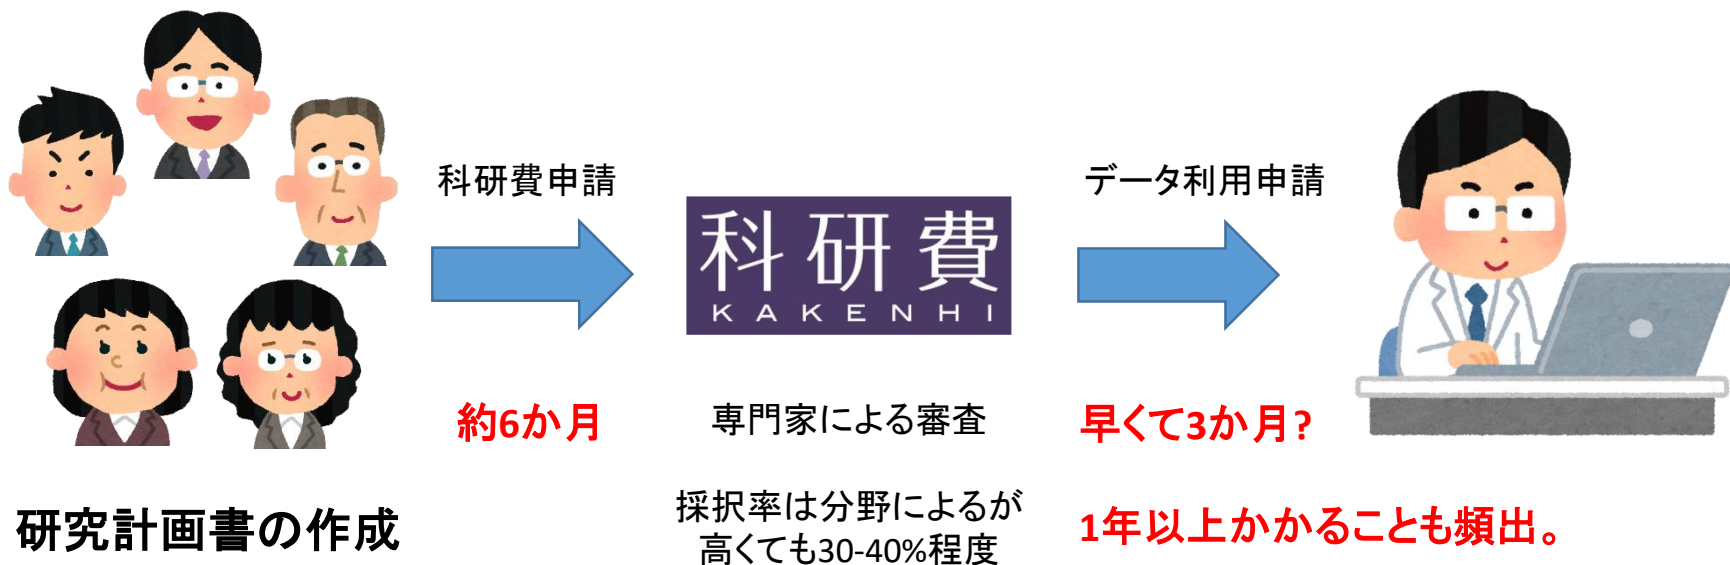 科研費申請
データ利用申請
科研費
KAKENHI
約6か月
専門家による審査
早くて3か月?
研究計画書の作成
採択率は分野によるが
高くても30-40%程度
1年以上かかることも頻出。